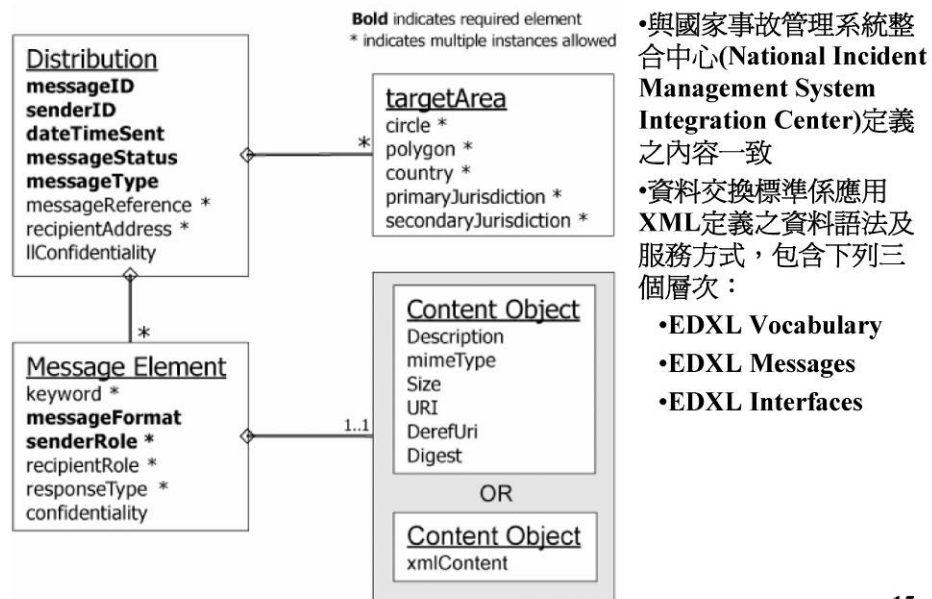 Bold indicates required element
* indicates multiple instances allowed
Distribution
messageID
senderID
dateTimeSent
messageStatus
messageType
messageReference *
recipientAddress *
llConfidentiality
*
targetArea
circle *
polygon *
country *
primaryJurisdiction *
secondaryJurisdiction *
*
Message Element
keyword *
messageFormat
senderRole *
recipientRole *
responseType *
confidentiality
1..1
Content Object
Description
mimeType
Size
URI
DerefUri
Digest
OR
Content Object
xmlContent
•與國家事故管理系統整
合中心(National Incident
Management System
Integration Center)定義
之內容一致
•資料交換標準係應用
XML定義之資料語法及
服務方式，包含下列三
個層次：
•EDXL Vocabulary
•EDXL Messages
•EDXL Interfaces